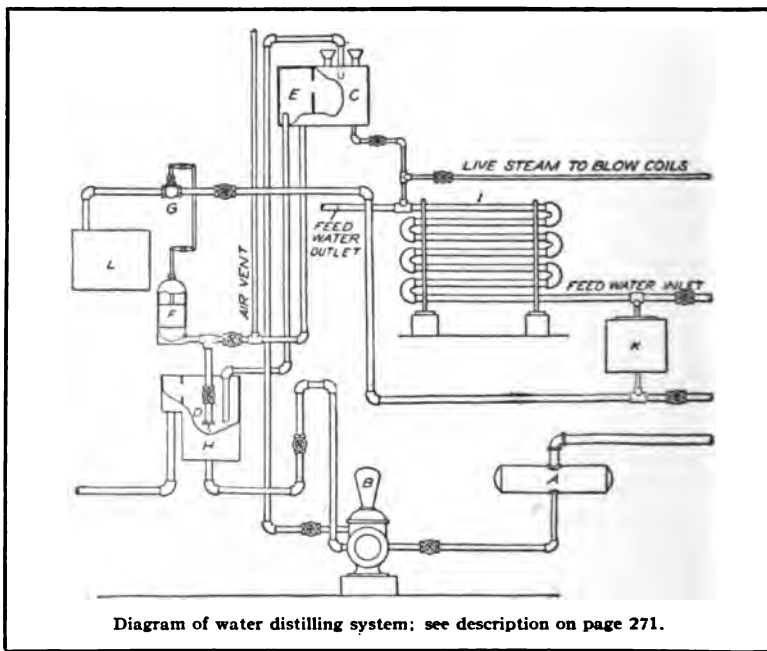 U
E
C
LIVE STEAM TO BLOW COILS
G
I
FEED
WATER
OUTLET
L
AIR VENT
FEED WATER INLET
F
K
D
H
B
A
Diagram of water distilling system; see description on page 271.